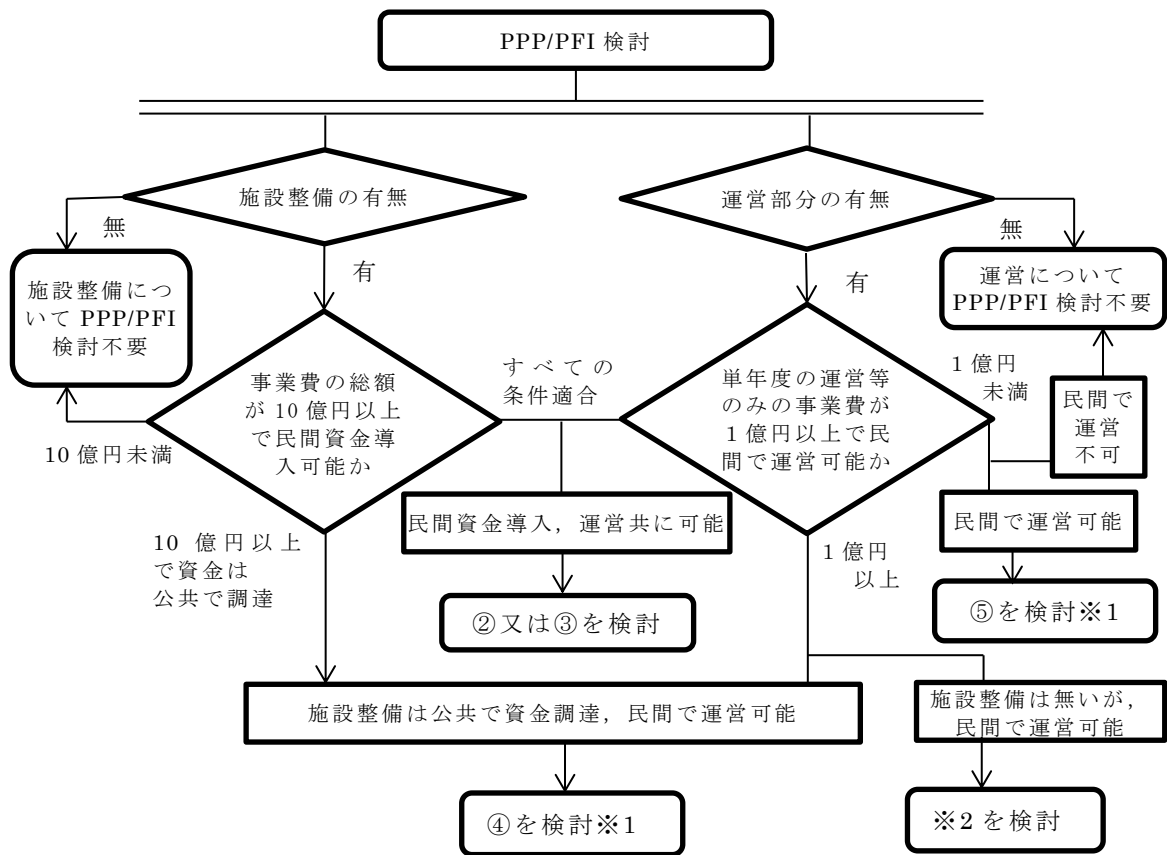 PPP/PFI 検討
施設整備の有無
運営部分の有無
無
有
有
無
施設整備につ
いて PPP/PFI
検討不要
運営について
PPP/PFI 検討不要
事業費の総額
が 10 億円以上
で民間資金導
入可能か
すべての
条件適合
単年度の運営等
のみの事業費が
1 億円以上で民
間で運営可能か
1 億円
未満
民間で
運営
不可
10 億円未満
民間資金導入，運営共に可能
民間で運営可能
10 億円以上
で資金は
公共で調達
1 億円
以上
②又は③を検討
⑤を検討※1
施設整備は公共で資金調達，民間で運営可能
施設整備は無いが，
民間で運営可能
④を検討※1
※2 を検討